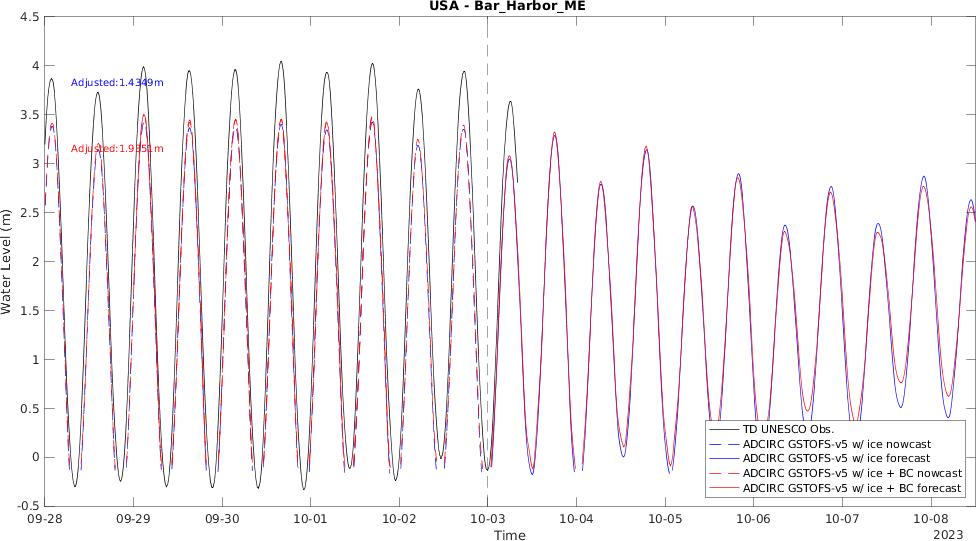 USA - Bar_Harbor_ME
4.5
4
3.5
3
2.5
2
1.5
1
0.5
0
-0.5
Water Level (m)
Adjusted:1.4349m
Adjusted:1.9351m
TD UNESCO Obs.
ADCIRC GSTOFS-v5 w/ ice nowcast
ADCIRC GSTOFS-v5 w/ ice forecast
ADCIRC GSTOFS-v5 w/ ice + BC nowcast
ADCIRC GSTOFS-v5 w/ ice + BC forecast
09-28 09-29 09-30 10-01 10-02 10-03 10-04 10-05 10-06 10-07 10-08
Time
2023